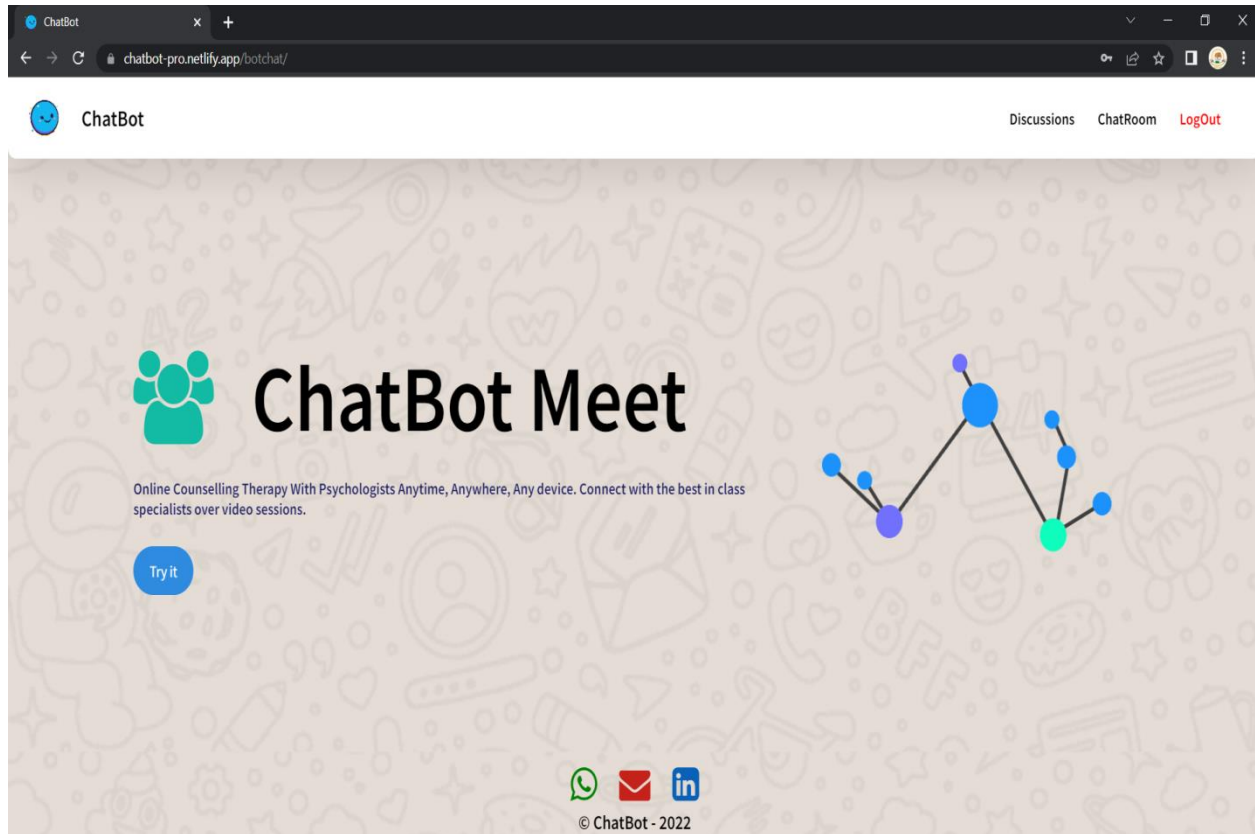 ChatBot
chatbot-pro.netlify.app/botchat/
ChatBot
Discussions ChatRoom LogOut
ChatBot Meet
Online Counselling Therapy With Psychologists Anytime, Anywhere, Any device. Connect with the best in class
specialists over video sessions.
Try it
in
© ChatBot - 2022